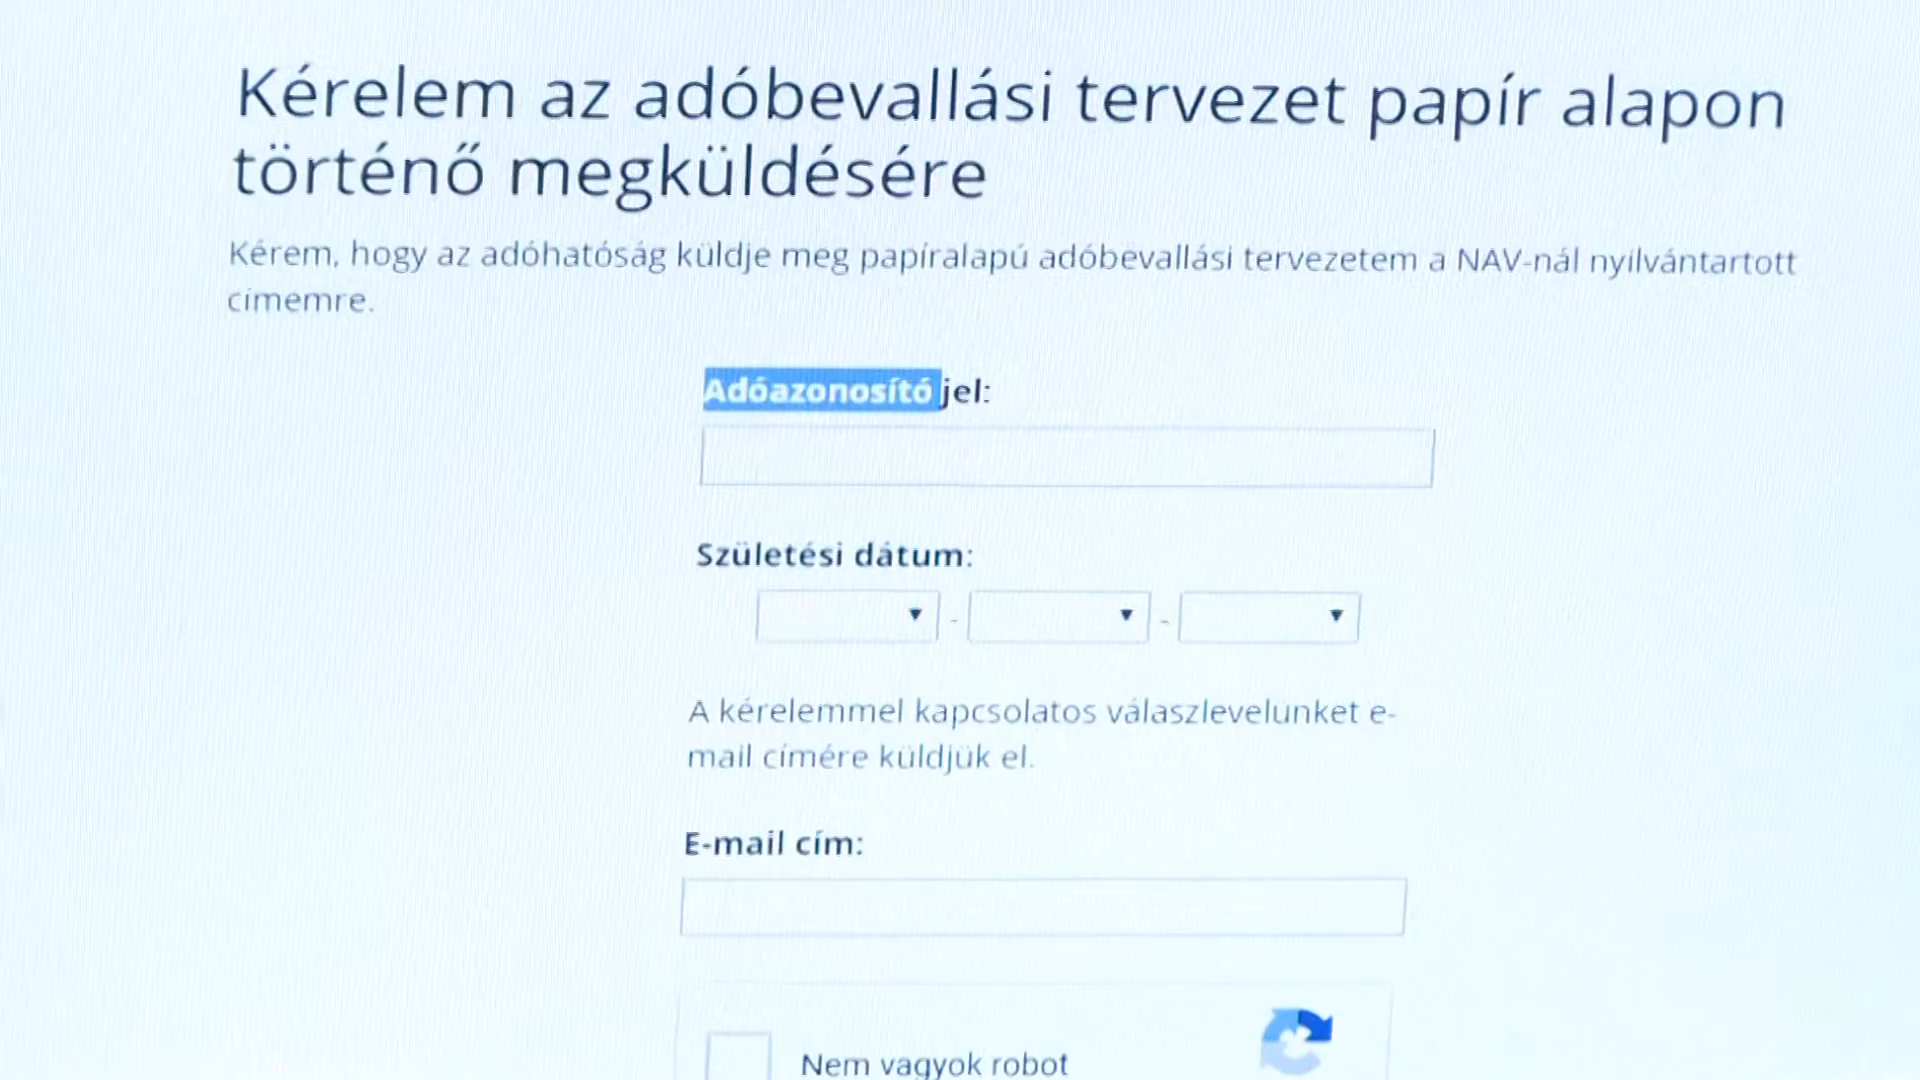 Kérelem az adóbevallási tervezet papír alapon
történő megküldésére
Kérem, hogy az adóhatóság küldje meg papíralapú adóbevallási tervezetem a NAV-nál nyilvántartott
címemre.
Adóazonosító jel:
Születési dátum:
- -
A kérelemmel kapcsolatos válaszlevelünket e-
mail címére küldjük el.
E-mail cím:
Nem vagyok robot